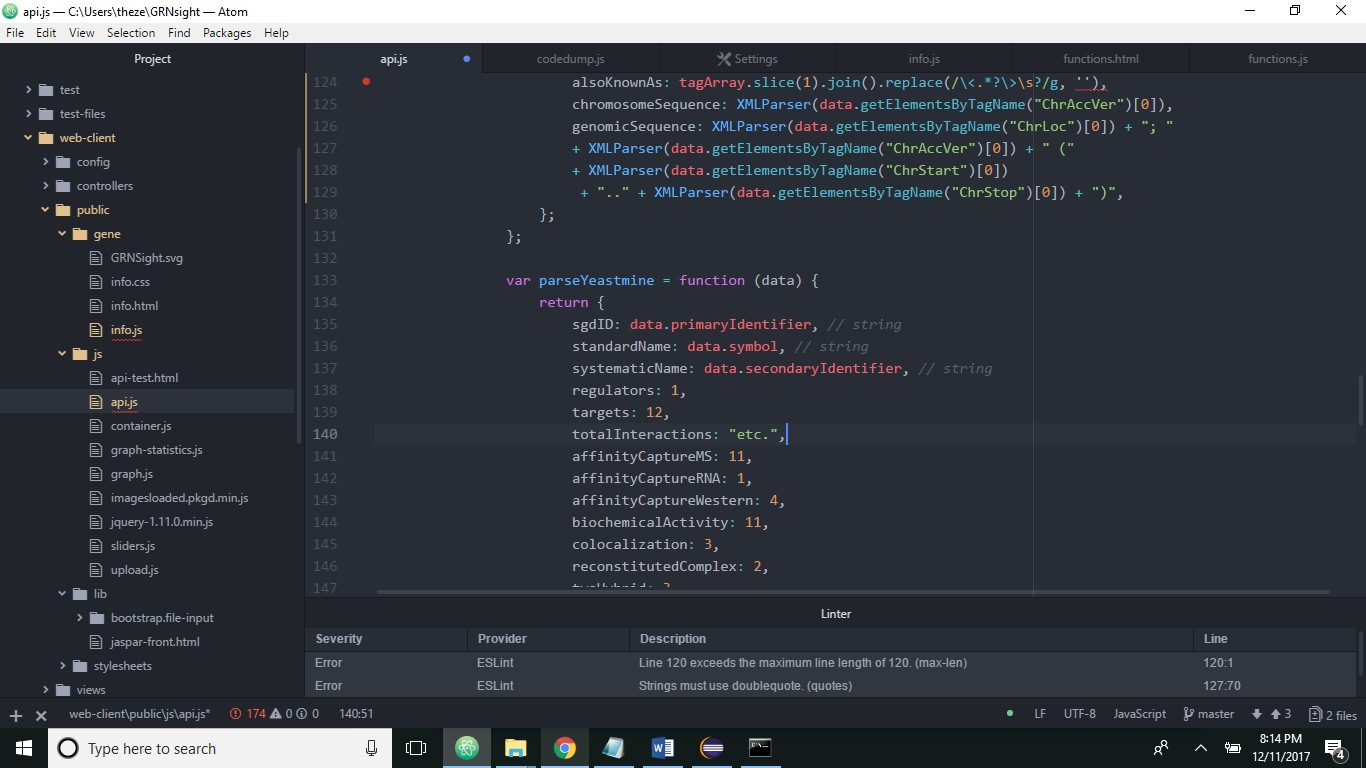 api.js — C:\Users\theze\GRNsight — Atom
File Edit View Selection Find Packages Help
Project
test
test-files
web-client
config
controllers
public
gene
GRNSight.svg
info.css
info.html
info.js
js
api-test.html
api.js
container.js
graph-statistics.js
graph.js
imagesloaded.pkgd.min.js
jquery-1.11.0.min.js
sliders.js
upload.js
lib
bootstrap.file-input
jaspar-front.html
stylesheets
views
api.js codedump.js Settings info.js functions.html functions.js
124 alsoKnownAs: tagArray.slice(1).join().replace(/\<.*?\>\s?/g, ''),
125 chromosomeSequence: XMLParser(data.getElementsByTagName("ChrAccVer")[0]),
126 genomicSequence: XMLParser(data.getElementsByTagName("ChrLoc")[0]) + "; "
127 + XMLParser(data.getElementsByTagName("ChrAccVer")[0]) + " ("
128 + XMLParser(data.getElementsByTagName("ChrStart")[0])
129 + ".." + XMLParser(data.getElementsByTagName("ChrStop")[0]) + ")",
130 };
131 };
132
133 var parseYeastmine = function (data) {
134 return {
135 sgdID: data.primaryIdentifier, // string
136 standardName: data.symbol, // string
137 systematicName: data.secondaryIdentifier, // string
138 regulators: 1,
139 targets: 12,
140 totalInteractions: "etc.",
141 affinityCaptureMS: 11,
142 affinityCaptureRNA: 1,
143 affinityCaptureWestern: 4,
144 biochemicalActivity: 11,
145 colocalization: 3,
146 reconstitutedComplex: 2,
147
Linter
Severity Provider Description Line
Error ESLint Line 120 exceeds the maximum line length of 120. (max-len) 120:1
Error ESLint Strings must use doublequote. (quotes) 127:70
web-client\public\js\api.js* 174 0 0 140:51 LF UTF-8 JavaScript master 3 2 files
Type here to search
8:14 PM
12/11/2017
4